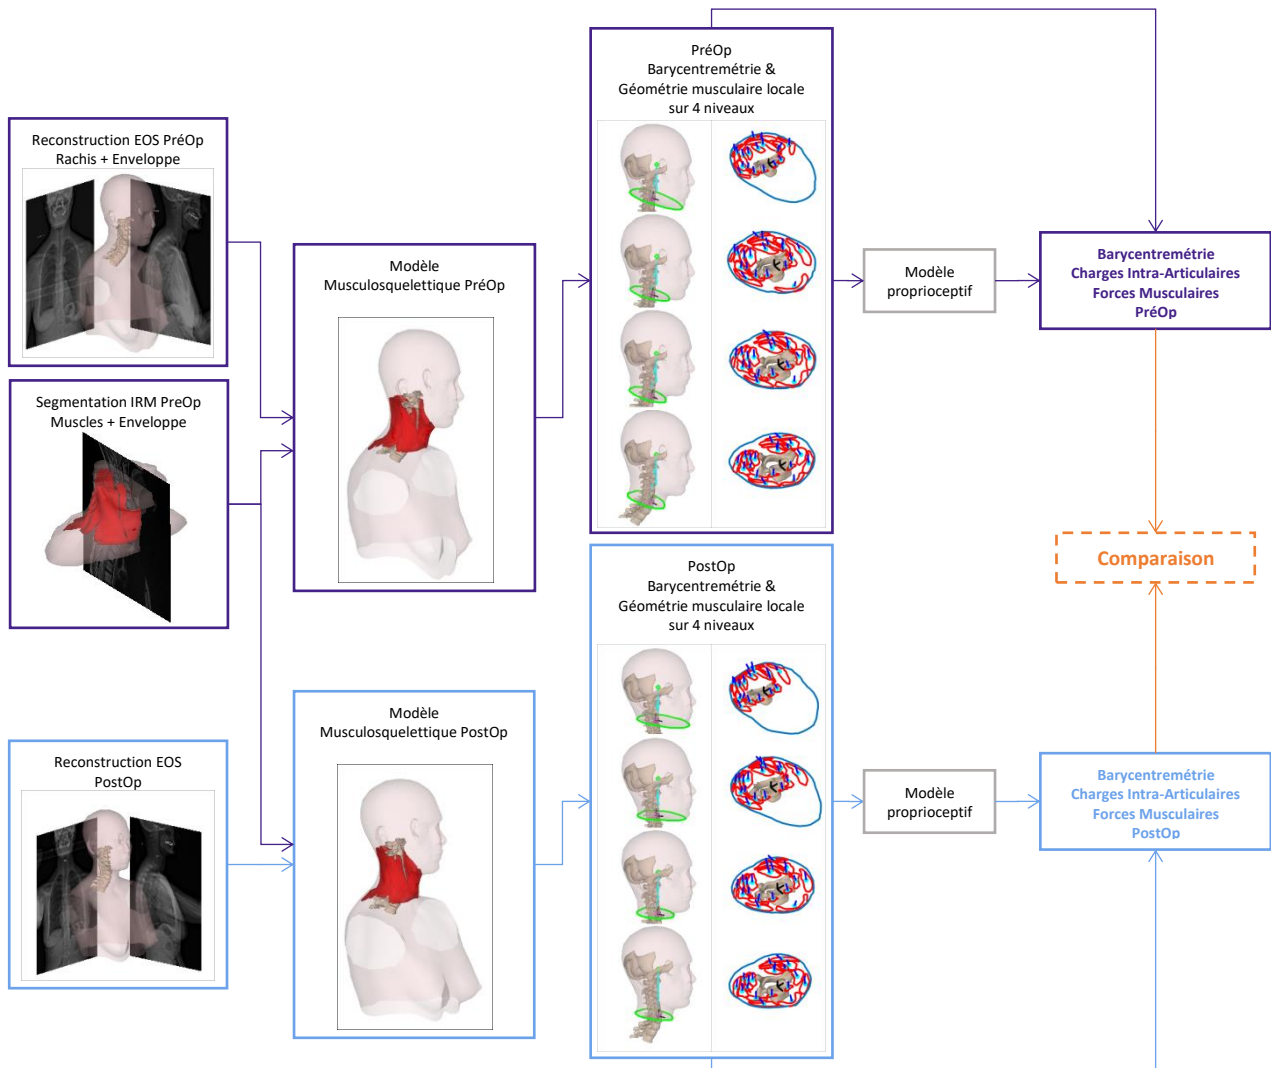 Reconstruction EOS PréOp
Rachis + Enveloppe
Segmentation IRM PreOp
Muscles + Enveloppe
Reconstruction EOS
PostOp
Modèle
Musculosquelettique PréOp
Modèle
Musculosquelettique PostOp
PréOp
Barycentremétrie &
Géométrie musculaire locale
sur 4 niveaux
PostOp
Barycentremétrie &
Géométrie musculaire locale
sur 4 niveaux
Modèle
proprioceptif
Modèle
proprioceptif
Barycentremétrie
Charges Intra-Articulaires
Forces Musculaires
PréOp
Comparaison
Barycentremétrie
Charges Intra-Articulaires
Forces Musculaires
PostOp